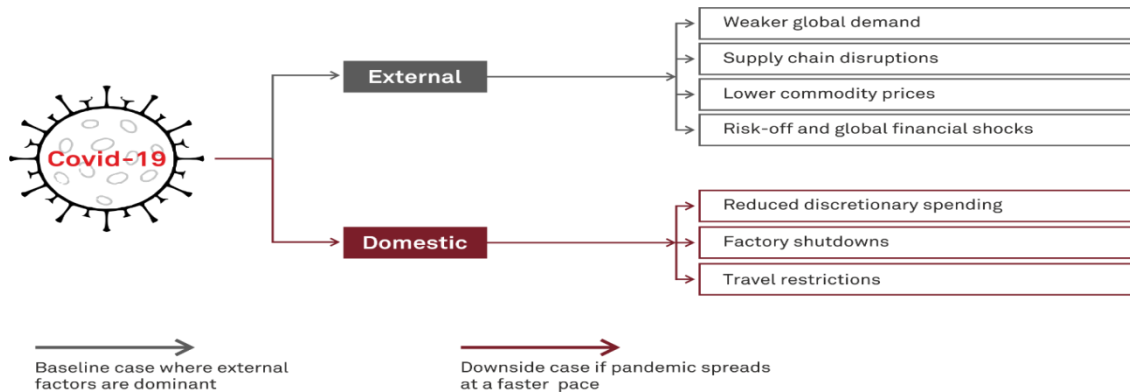 Covid-19
External
Weaker global demand
Supply chain disruptions
Lower commodity prices
Risk-off and global financial shocks
Domestic
Reduced discretionary spending
Factory shutdowns
Travel restrictions
Baseline case where external
factors are dominant
Downside case if pandemic spreads
at a faster pace